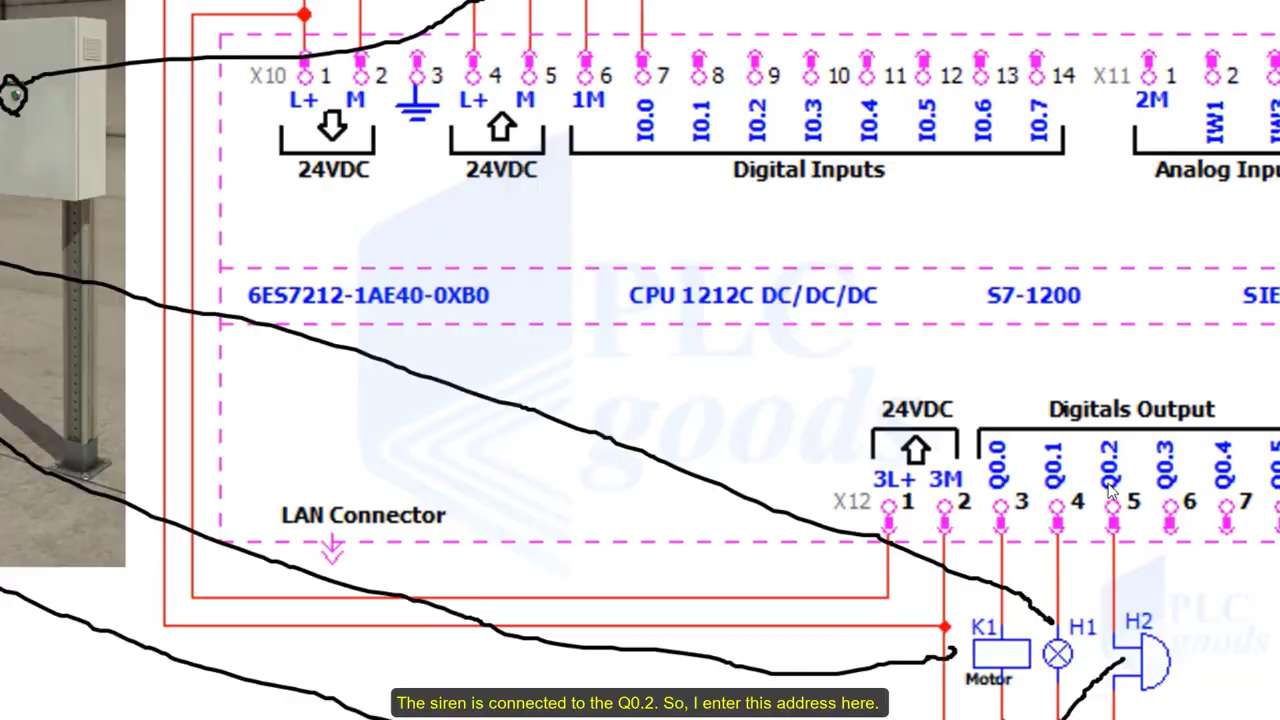 X10 1 2 3 4 5 6 7 8 9 10 11 12 13 14 X11 1 2
L+ M L+ M 1M I0.0 I0.1 I0.2 I0.3 I0.4 I0.5 I0.6 I0.7 2M IW1
24VDC 24VDC Digital Inputs Analog Inpu
PLC
goods
6ES7212-1AE40-0XB0 CPU 1212C DC/DC/DC S7-1200 SIE
24VDC Digitals Output
3L+ 3M Q0.0 Q0.1 Q0.2 Q0.3 Q0.4
X12 1 2 3 4 5 6 7
LAN Connector
K1 H1 H2
Motor
PLC
goods
The siren is connected to the Q0.2. So, I enter this address here.